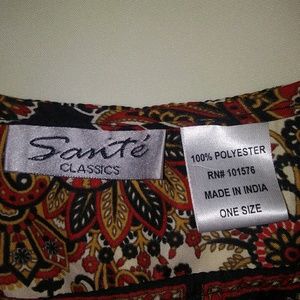 Santé
CLASSICS
100% POLYESTER
RN# 101576
MADE IN INDIA
ONE SIZE